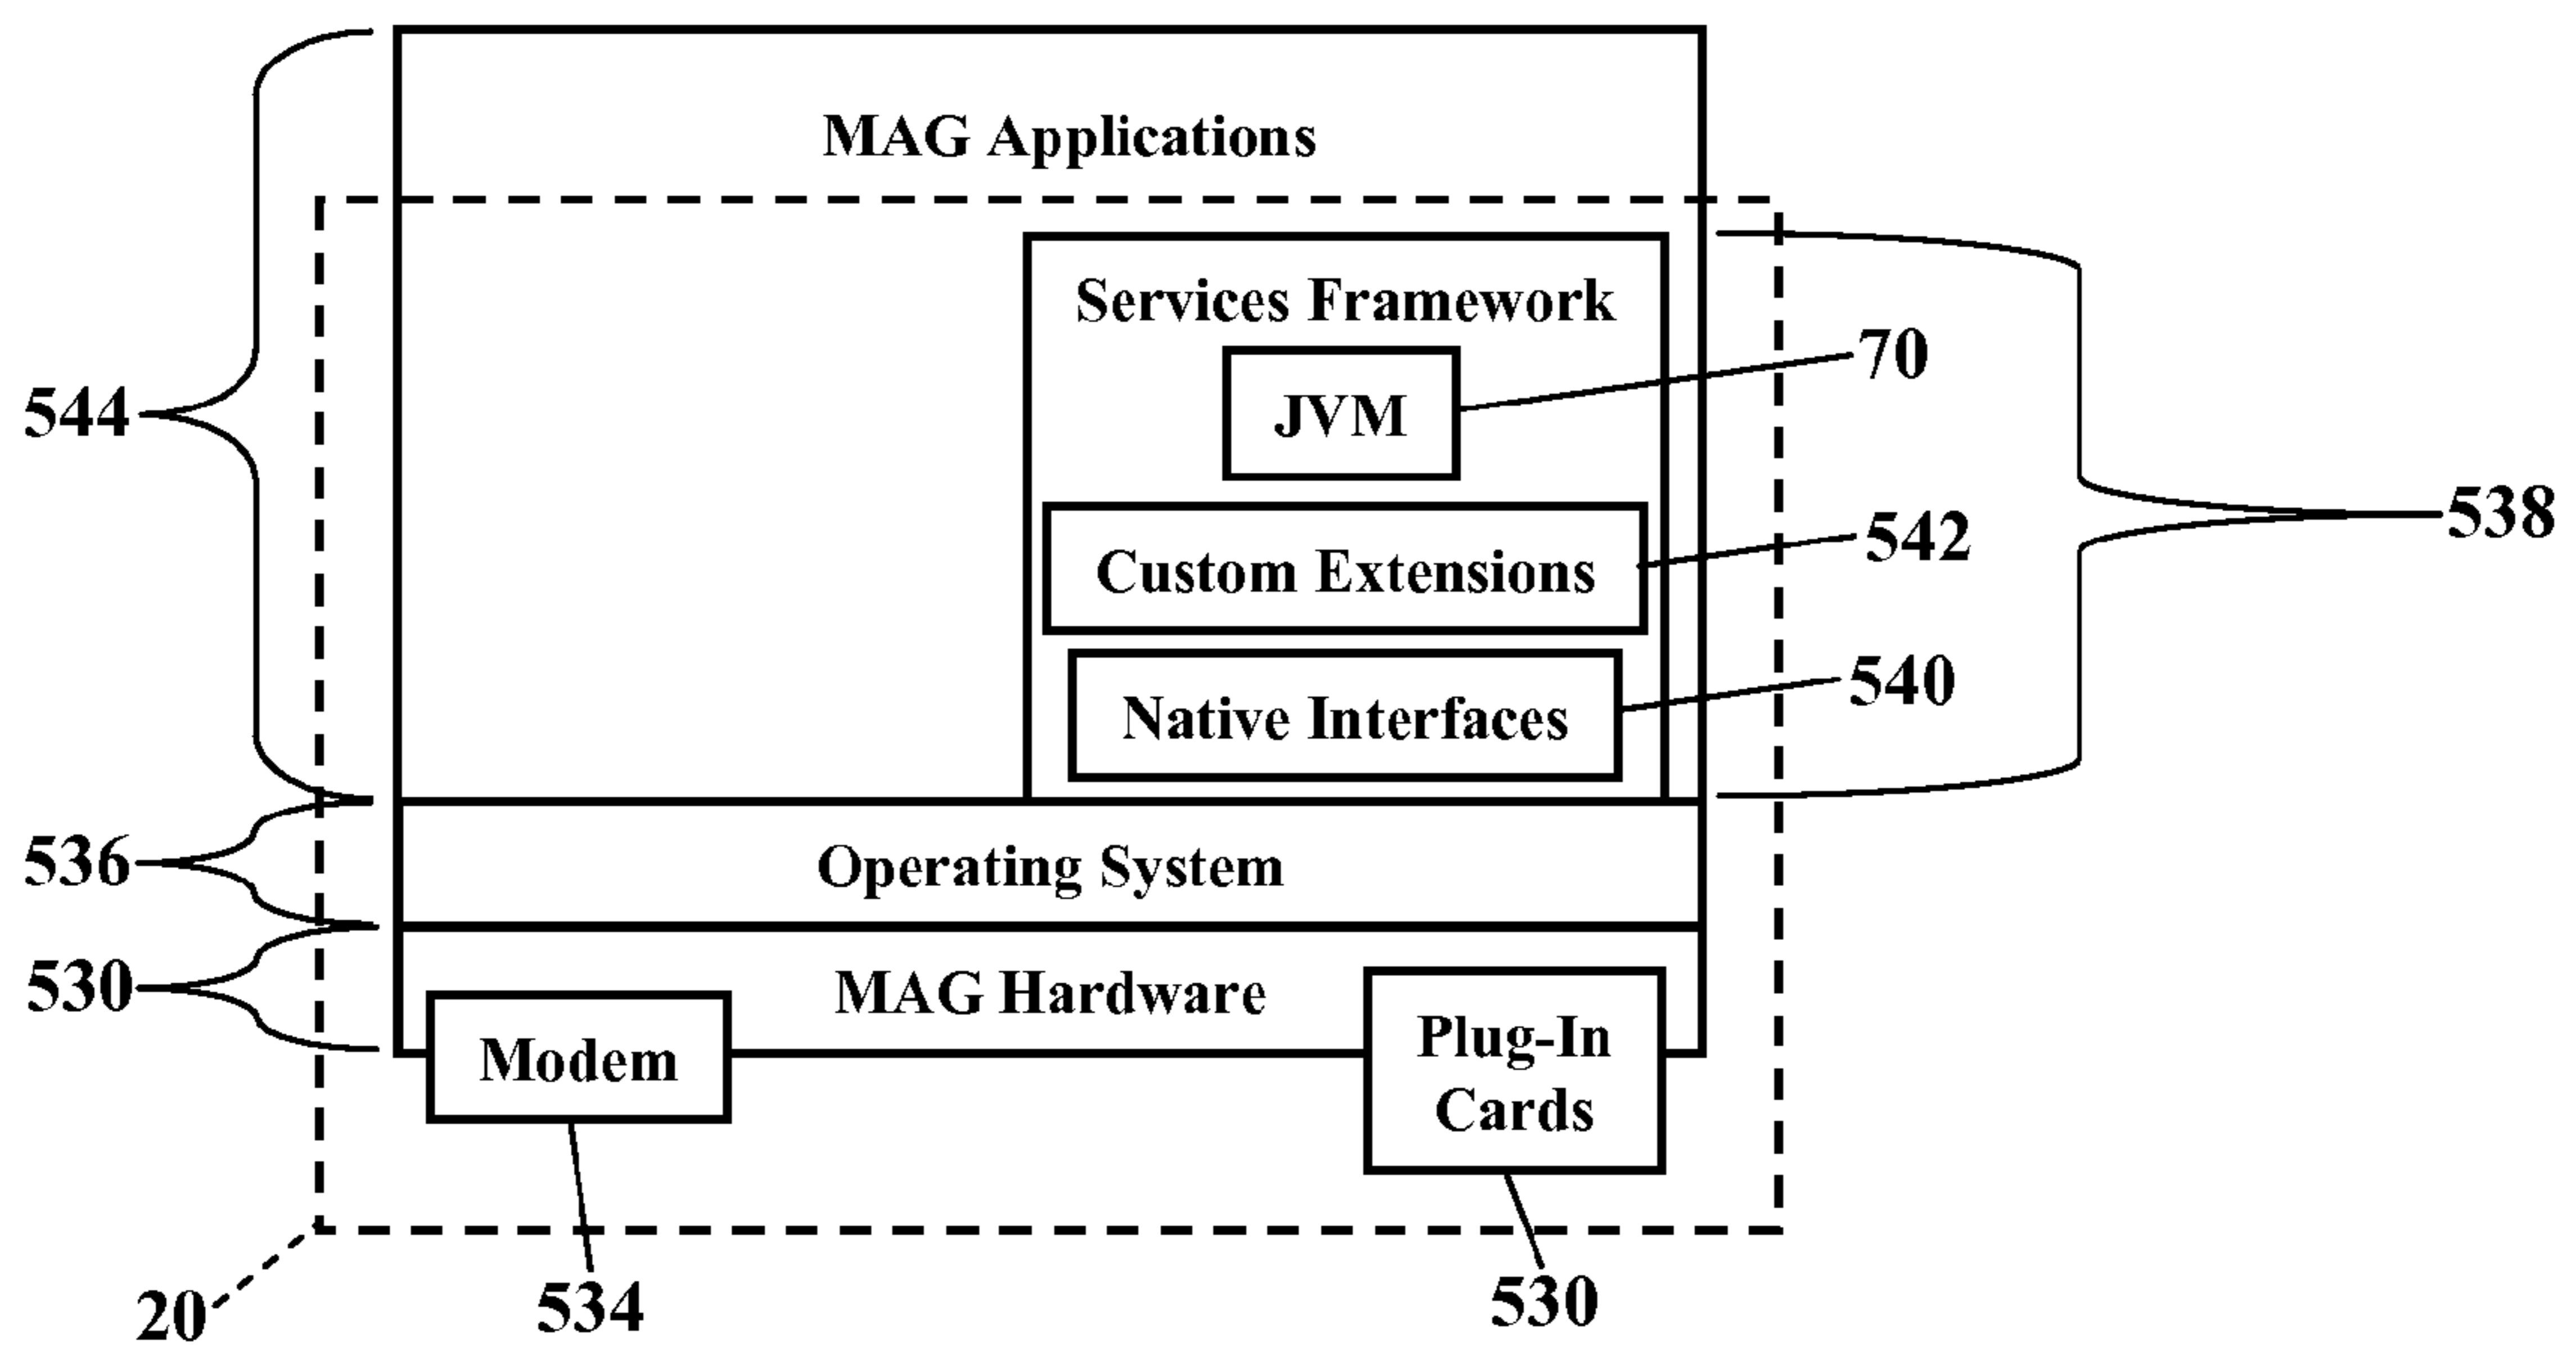 MAG Applications
Services Framework
70
JVM
544
538
542
Custom Extensions
540
Native Interfaces
536
Operating System
530
MAG Hardware
Plug-In
Cards
Modem
20
534
530